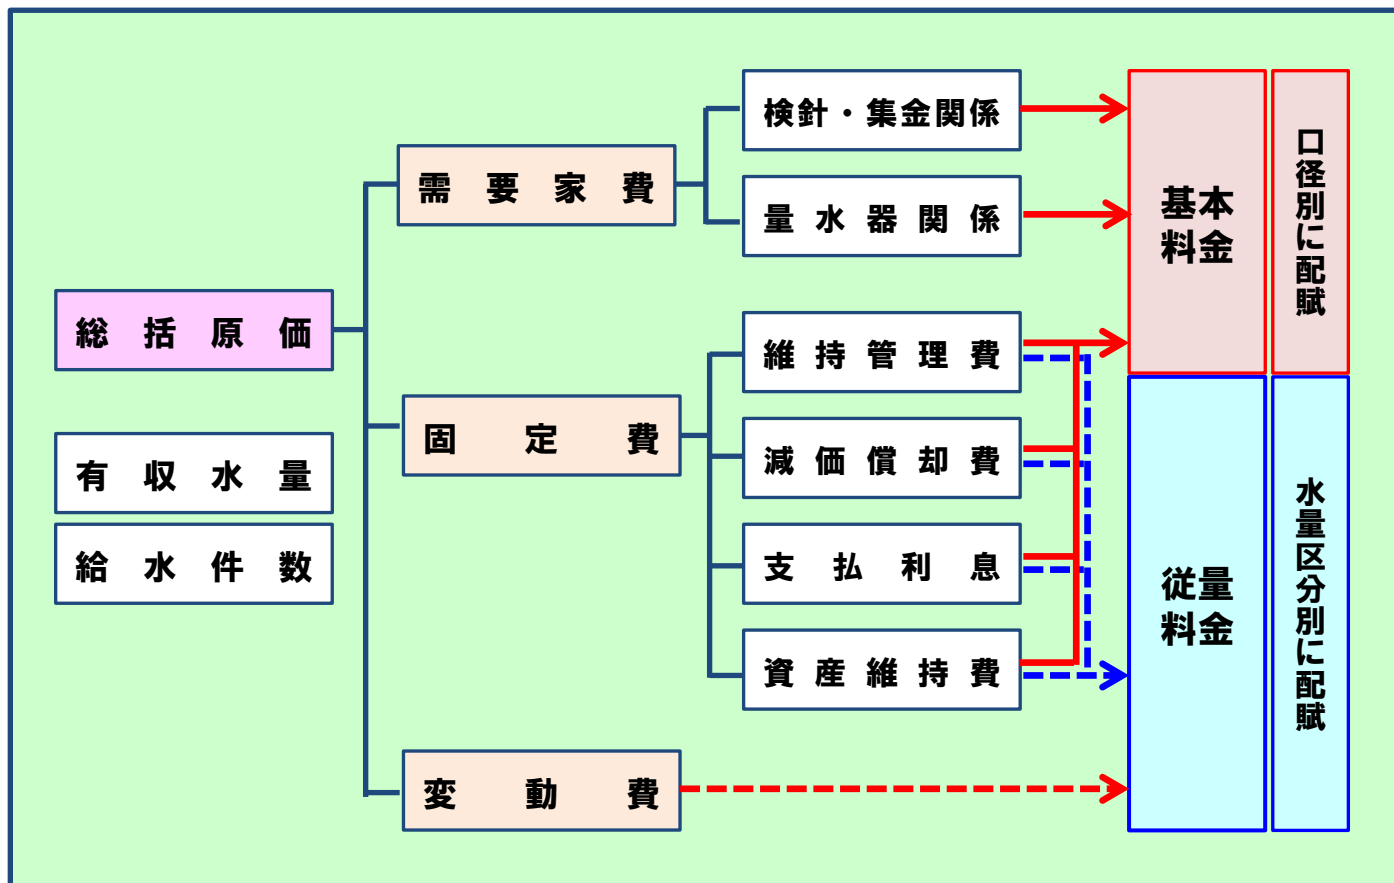 総括原価
有収水量
給水件数
需要家費
固定費
変動費
検針・集金関係
量水器関係
維持管理費
減価償却費
支払利息
資産維持費
基本
料金
従量
料金
口径別に配賦
水量区分別に配賦